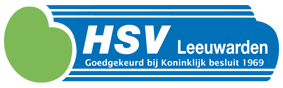 HSV Leeuwarden
Goedgekeurd bij Koninklijk besluit 1969